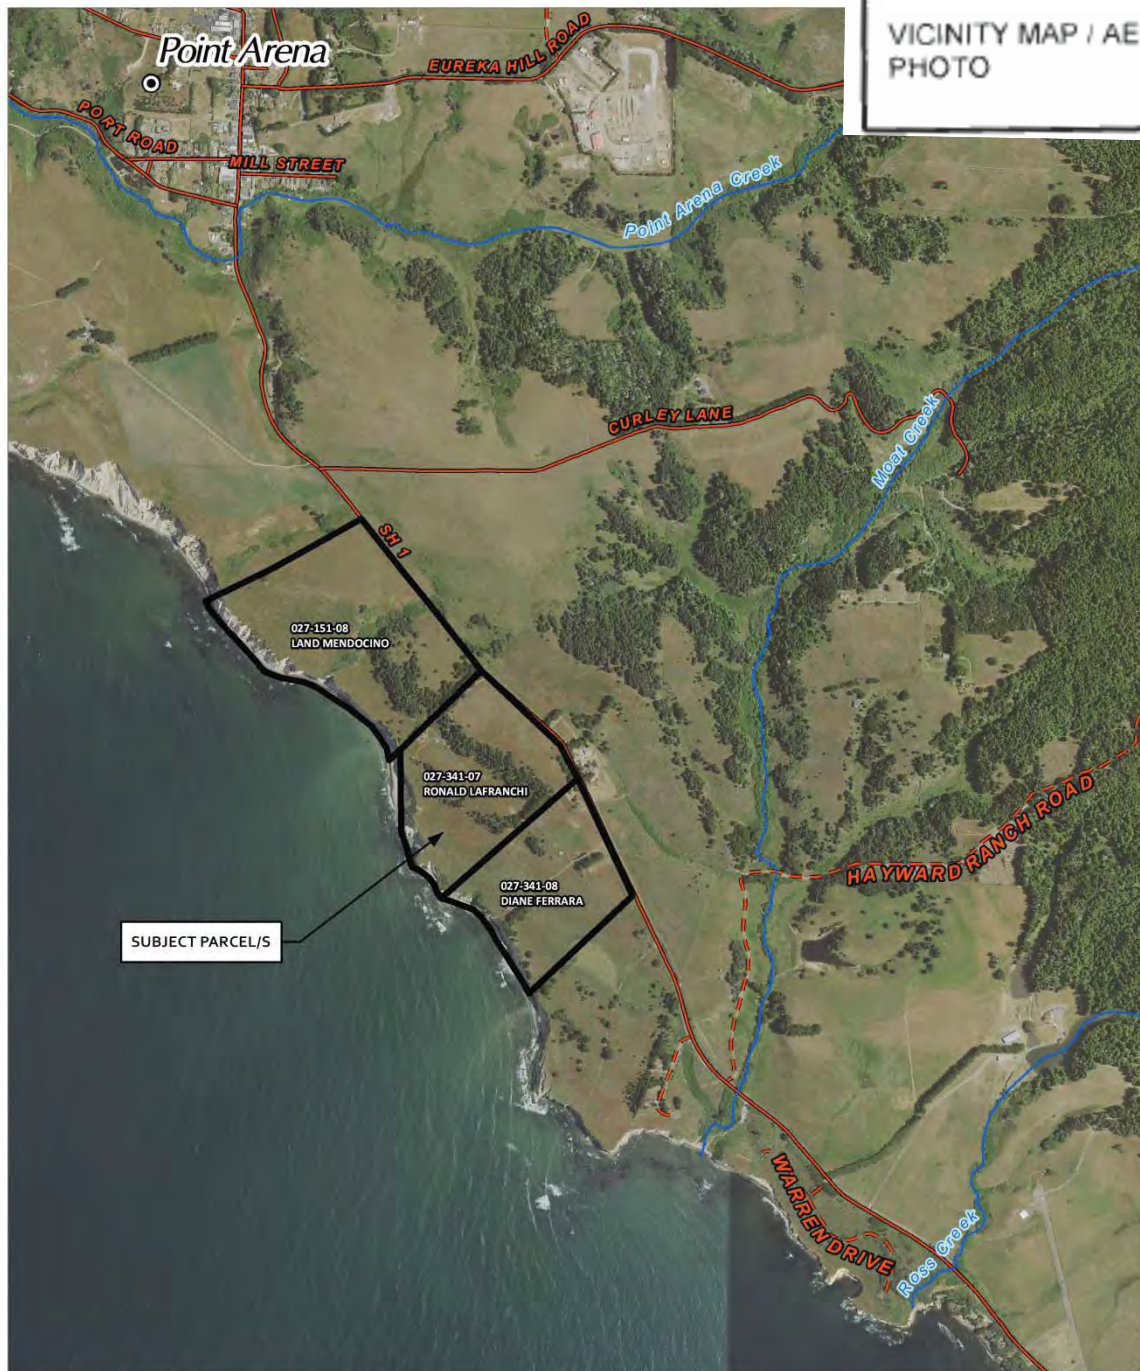 VICINITY MAP / AE
PHOTO
Point Arena
EUREKA HILL ROAD
PORT ROAD
MILL STREET
Point Arena Creek
CURLEY LANE
Moat Creek
SH 1
027-151-08
LAND MENDOCINO
027-341-07
RONALD LAFRANCHI
HAYWARD RANCH ROAD
027-341-08
DIANE FERRARA
SUBJECT PARCEL/S
WARREN DRIVE
Ross Creek